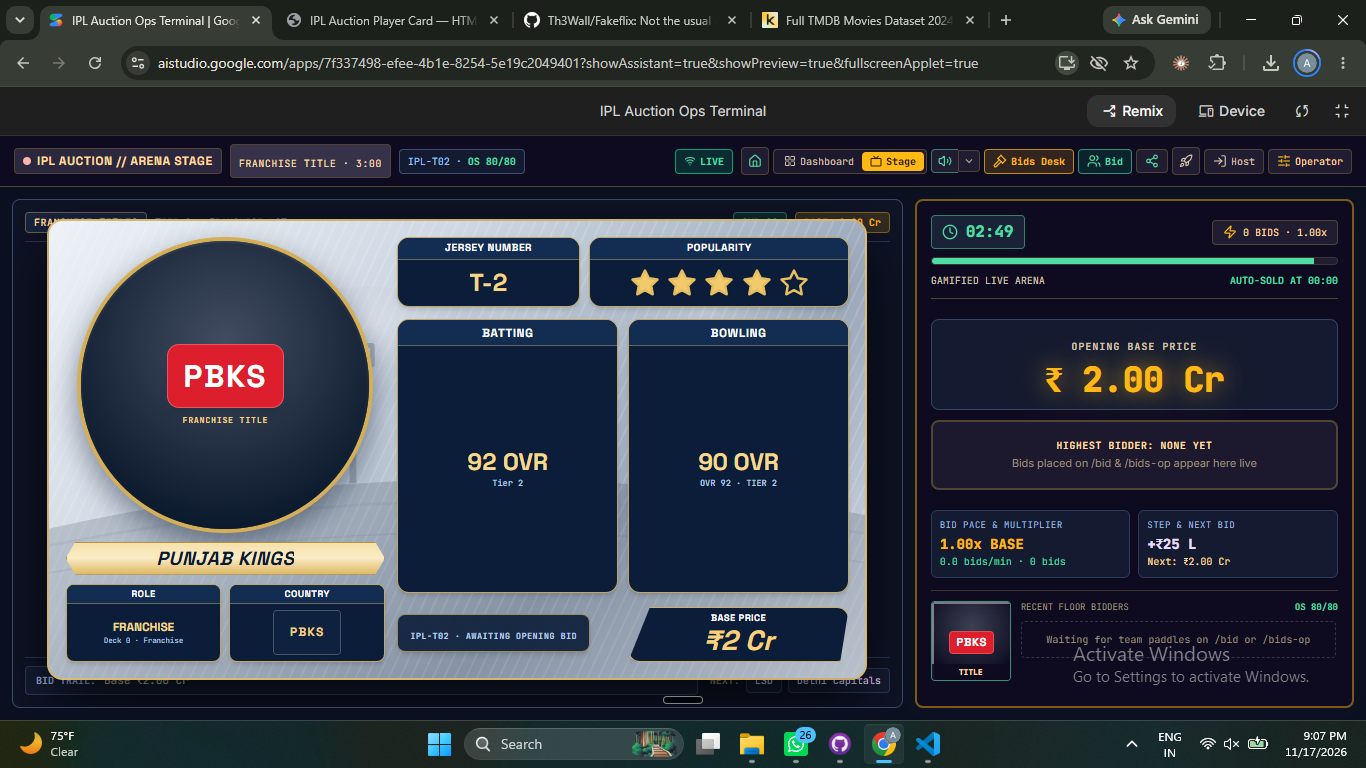 IPL Auction Ops Terminal | Goo
IPL Auction Player Card — HTM
Th3Wall/Fakeflix: Not the usual
Full TMDB Movies Dataset 2024
Ask Gemini
aistudio.google.com/apps/7f337498-efee-4b1e-8254-5e19c2049401?showAssistant=true&showPreview=true&fullscreenApplet=true
A
IPL Auction Ops Terminal
Remix
Device
IPL AUCTION // ARENA STAGE
FRANCHISE TITLE · 3:00
IPL-T02 · OS 80/80
LIVE
Dashboard
Stage
Bids Desk
Bid
Host
Operator
JERSEY NUMBER
T-2
POPULARITY
BATTING
92 OVR
Tier 2
BOWLING
90 OVR
OVR 92 · TIER 2
PBKS
FRANCHISE TITLE
PUNJAB KINGS
ROLE
FRANCHISE
Deck 0 · Franchise
COUNTRY
PBKS
IPL-T02 · AWAITING OPENING BID
BASE PRICE
₹2 Cr
Cr
BID TRAIL: Base ₹2.00 Cr
NEXT:
LSG
Delhi Capitals
02:49
0 BIDS · 1.00x
GAMIFIED LIVE ARENA
AUTO-SOLD AT 00:00
OPENING BASE PRICE
₹ 2.00 Cr
HIGHEST BIDDER: NONE YET
Bids placed on /bid & /bids-op appear here live
BID PACE & MULTIPLIER
1.00x BASE
0.0 bids/min · 0 bids
STEP & NEXT BID
+₹25 L
Next: ₹2.00 Cr
PBKS
TITLE
RECENT FLOOR BIDDERS
OS 80/80
Waiting for team paddles on /bid or /bids-op
Activate Windows
Go to Settings to activate Windows.
75°F
Clear
Search
26
A
ENG
IN
9:07 PM
11/17/2026